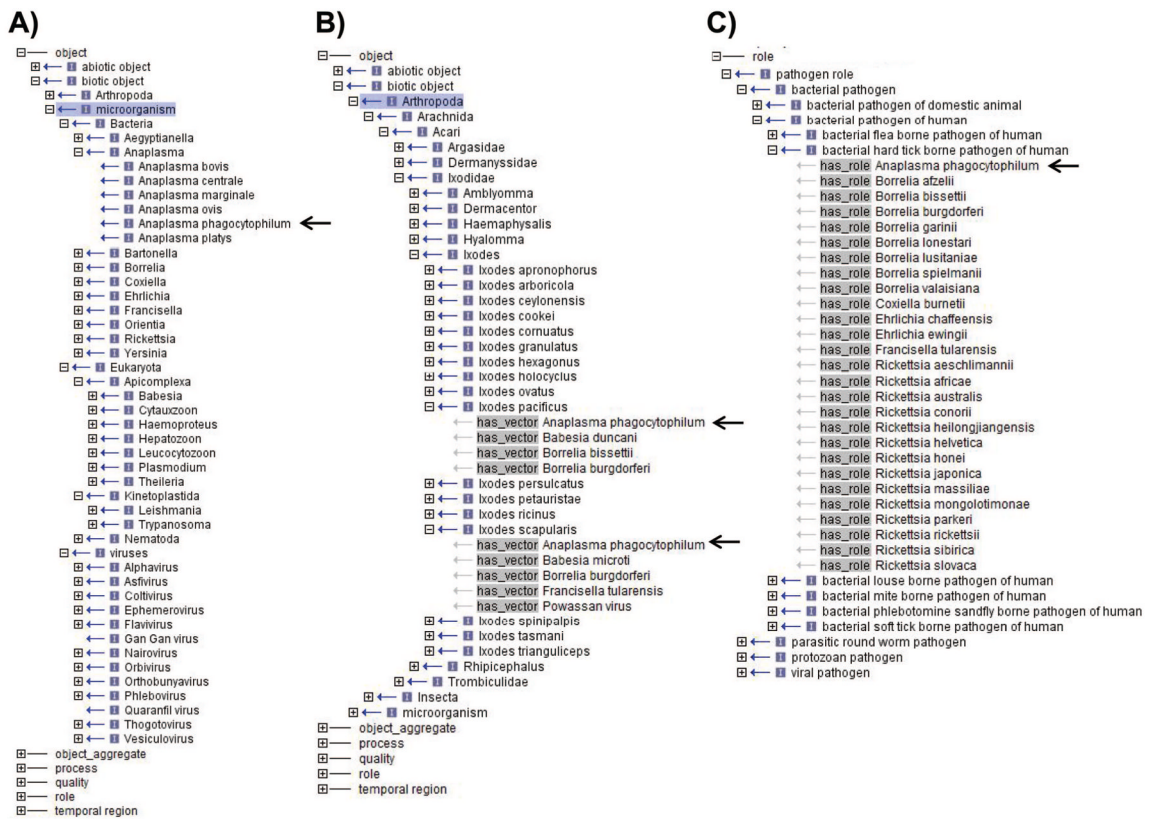 A)
object
abiotic object
biotic object
Arthropoda
microorganism
Bacteria
Aegyptianella
Anaplasma
Anaplasma bovis
Anaplasma centrale
Anaplasma marginale
Anaplasma ovis
Anaplasma phagocytophilum
Anaplasma platys
Bartonella
Borrelia
Coxiella
Ehrlichia
Francisella
Orientia
Rickettsia
Yersinia
Eukaryota
Apicomplexa
Babesia
Cytauxzoon
Haemoproteus
Hepatozoon
Leucocytozoon
Plasmodium
Theileria
Kinetoplastida
Leishmania
Trypanosoma
Nematoda
viruses
Alphavirus
Asfivirus
Coltivirus
Ephemerovirus
Flavivirus
Gan Gan virus
Nairovirus
Orbivirus
Orthobunyavirus
Phlebovirus
Quaranfil virus
Thogotovirus
Vesiculovirus
object_aggregate
process
quality
role
temporal region
B)
object
abiotic object
biotic object
Arthropoda
Arachnida
Acari
Argasidae
Dermanyssidae
Ixodidae
Amblyomma
Dermacentor
Haemaphysalis
Hyalomma
Ixodes
Ixodes apronophorus
Ixodes arboricola
Ixodes ceylonensis
Ixodes cookei
Ixodes cornuatus
Ixodes granulatus
Ixodes hexagonus
Ixodes holocyclus
Ixodes ovatus
Ixodes pacificus
has_vector Anaplasma phagocytophilum
has_vector Babesia duncani
has_vector Borrelia bissettii
has_vector Borrelia burgdorferi
Ixodes persulcatus
Ixodes petauristae
Ixodes ricinus
Ixodes scapularis
has_vector Anaplasma phagocytophilum
has_vector Babesia microti
has_vector Borrelia burgdorferi
has_vector Francisella tularensis
has_vector Powassan virus
Ixodes spinipalpis
Ixodes tasmani
Ixodes trianguliceps
Rhipicephalus
Trombiculidae
Insecta
microorganism
object_aggregate
process
quality
role
temporal region
C)
role
pathogen role
bacterial pathogen
bacterial pathogen of domestic animal
bacterial pathogen of human
bacterial flea borne pathogen of human
bacterial hard tick borne pathogen of human
has_role Anaplasma phagocytophilum
has_role Borrelia afzelii
has_role Borrelia bissettii
has_role Borrelia burgdorferi
has_role Borrelia garinii
has_role Borrelia lonestari
has_role Borrelia lusitaniae
has_role Borrelia spielmanii
has_role Borrelia valaisiana
has_role Coxiella burnetii
has_role Ehrlichia chaffeensis
has_role Ehrlichia ewingii
has_role Francisella tularensis
has_role Rickettsia aeschlimannii
has_role Rickettsia africae
has_role Rickettsia australis
has_role Rickettsia conorii
has_role Rickettsia heilongjiangensis
has_role Rickettsia helvetica
has_role Rickettsia honei
has_role Rickettsia japonica
has_role Rickettsia massiliae
has_role Rickettsia mongolotimonae
has_role Rickettsia parkeri
has_role Rickettsia rickettsii
has_role Rickettsia sibirica
has_role Rickettsia slovaca
bacterial louse borne pathogen of human
bacterial mite borne pathogen of human
bacterial phlebotomine sandfly borne pathogen of human
bacterial soft tick borne pathogen of human
parasitic round worm pathogen
protozoan pathogen
viral pathogen